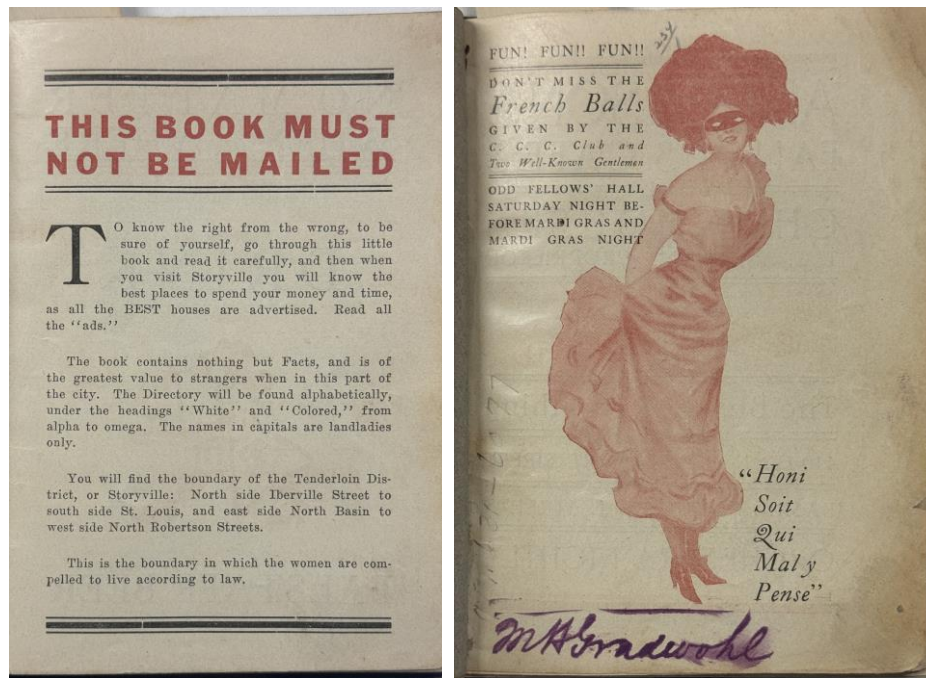 THIS BOOK MUST
NOT BE MAILED
TO know the right from the wrong, to be
sure of yourself, go through this little
book and read it carefully, and then when
you visit Storyville you will know the
best places to spend your money and time,
as all the BEST houses are advertised. Read all
the "ads."
The book contains nothing but Facts, and is of
the greatest value to strangers when in this part of
the city. The Directory will be found alphabetically,
under the headings "White" and "Colored," from
alpha to omega. The names in capitals are landladies
only.
You will find the boundary of the Tenderloin Dis-
trict, or Storyville: North side Iberville Street to
south side St. Louis, and east side North Basin to
west side North Robertson Streets.
This is the boundary in which the women are com-
pelled to live according to law.
FUN! FUN!! FUN!!
DON'T MISS THE
French Balls
GIVEN BY THE
C. C. C. Club and
Two Well-Known Gentlemen
ODD FELLOWS' HALL
SATURDAY NIGHT BE-
FORE MARDI GRAS AND
MARDI GRAS NIGHT
"Honi
Soit
Qui
Mal y
Pense"
M H Gradwohl